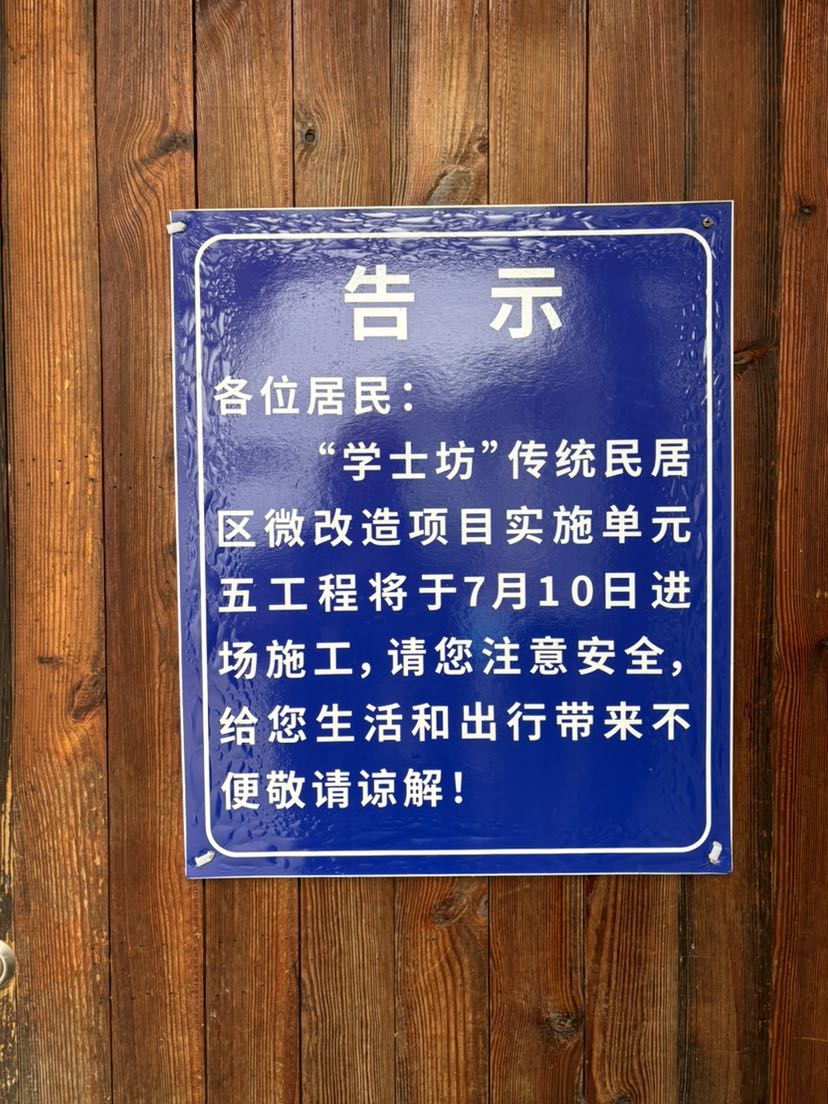 告 示
各位居民：
“学士坊”传统民居
区微改造项目实施单元
五工程将于7月10日进
场施工，请您注意安全，
给您生活和出行带来不
便敬请谅解！